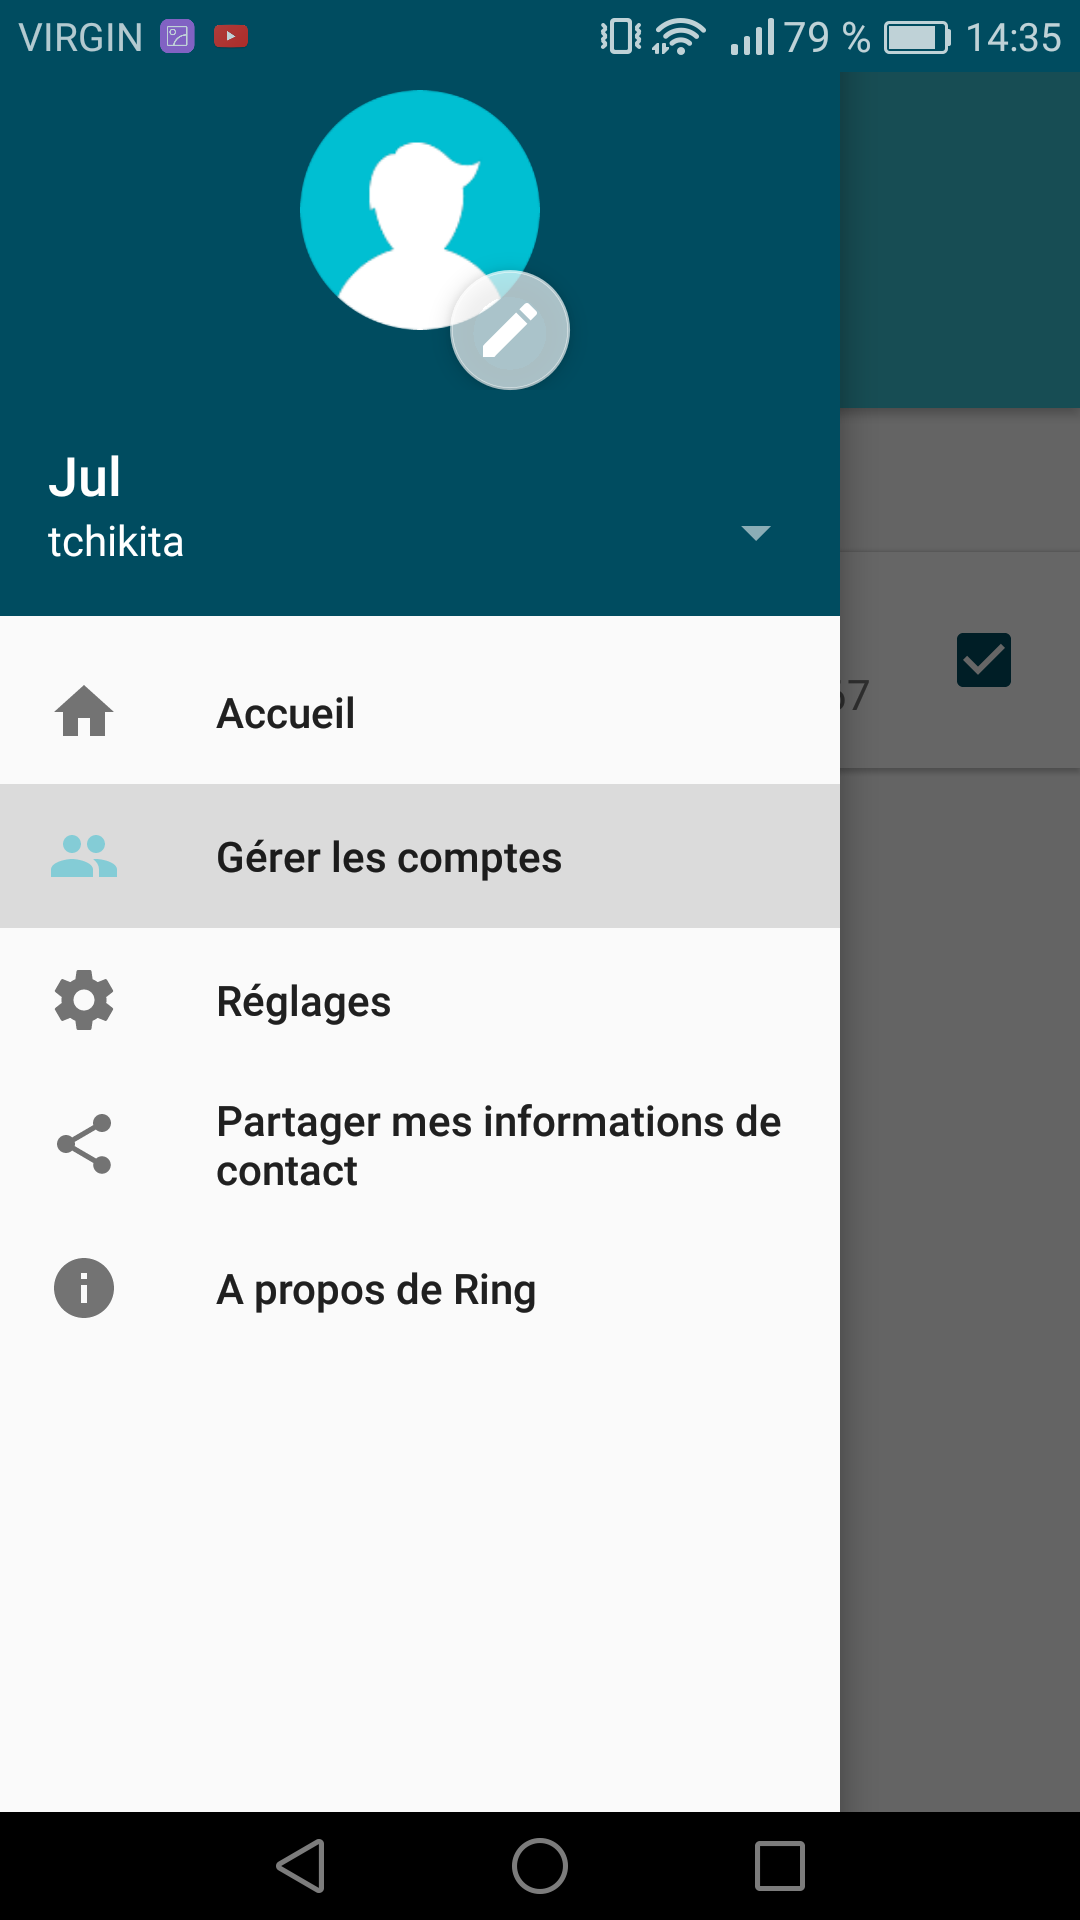 VIRGIN 79 % 14:35
Jul
tchikita
7
Accueil
Gérer les comptes
Réglages
Partager mes informations de
contact
A propos de Ring